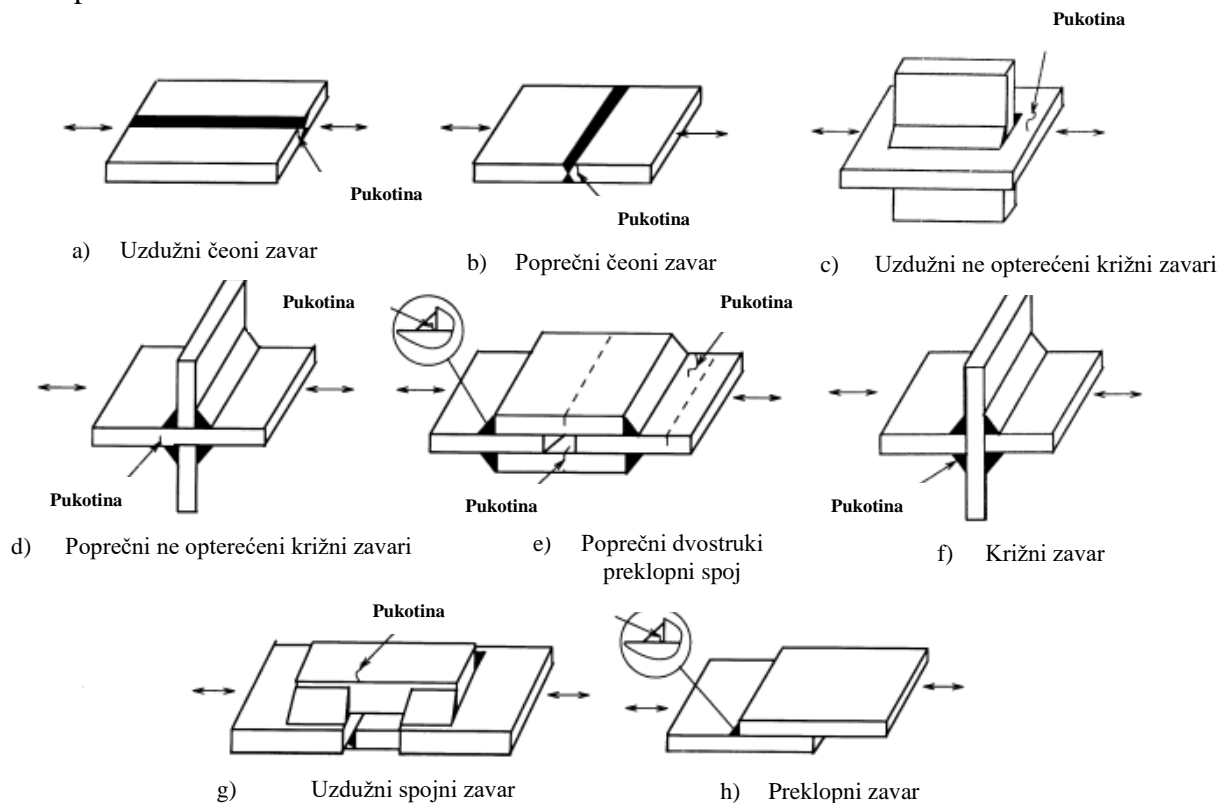 Pukotina
Pukotina
Pukotina
a) Uzdužni čeoni zavar
b) Poprečni čeoni zavar
c) Uzdužni ne opterećeni križni zavari
Pukotina
Pukotina
Pukotina
Pukotina
Pukotina
d) Poprečni ne opterećeni križni zavari
e) Poprečni dvostruki
preklopni spoj
f) Križni zavar
Pukotina
g) Uzdužni spojni zavar
h) Preklopni zavar